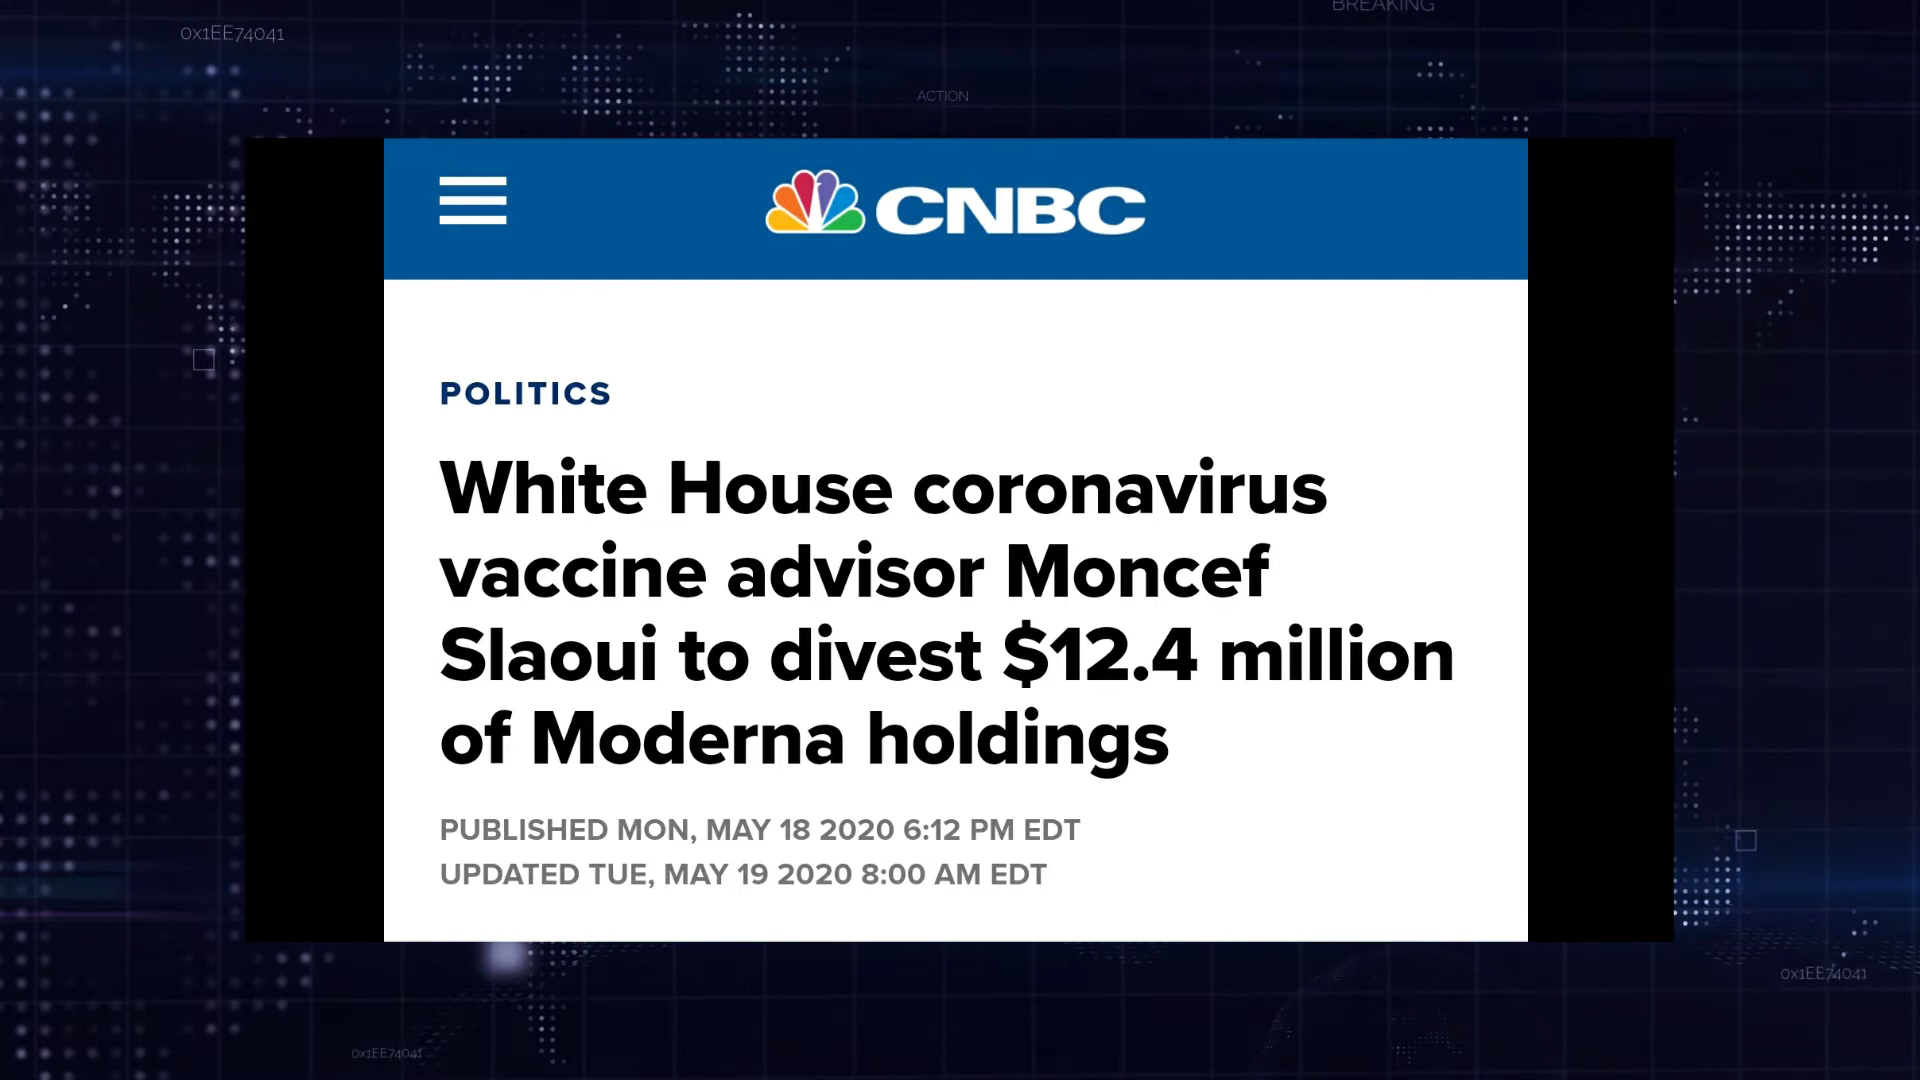 BREAKING
0x1EE74041
ACTION
CNBC
POLITICS
White House coronavirus
vaccine advisor Moncef
Slaoui to divest $12.4 million
of Moderna holdings
PUBLISHED MON, MAY 18 2020 6:12 PM EDT
UPDATED TUE, MAY 19 2020 8:00 AM EDT
0x1EE74041
0x1EE74041